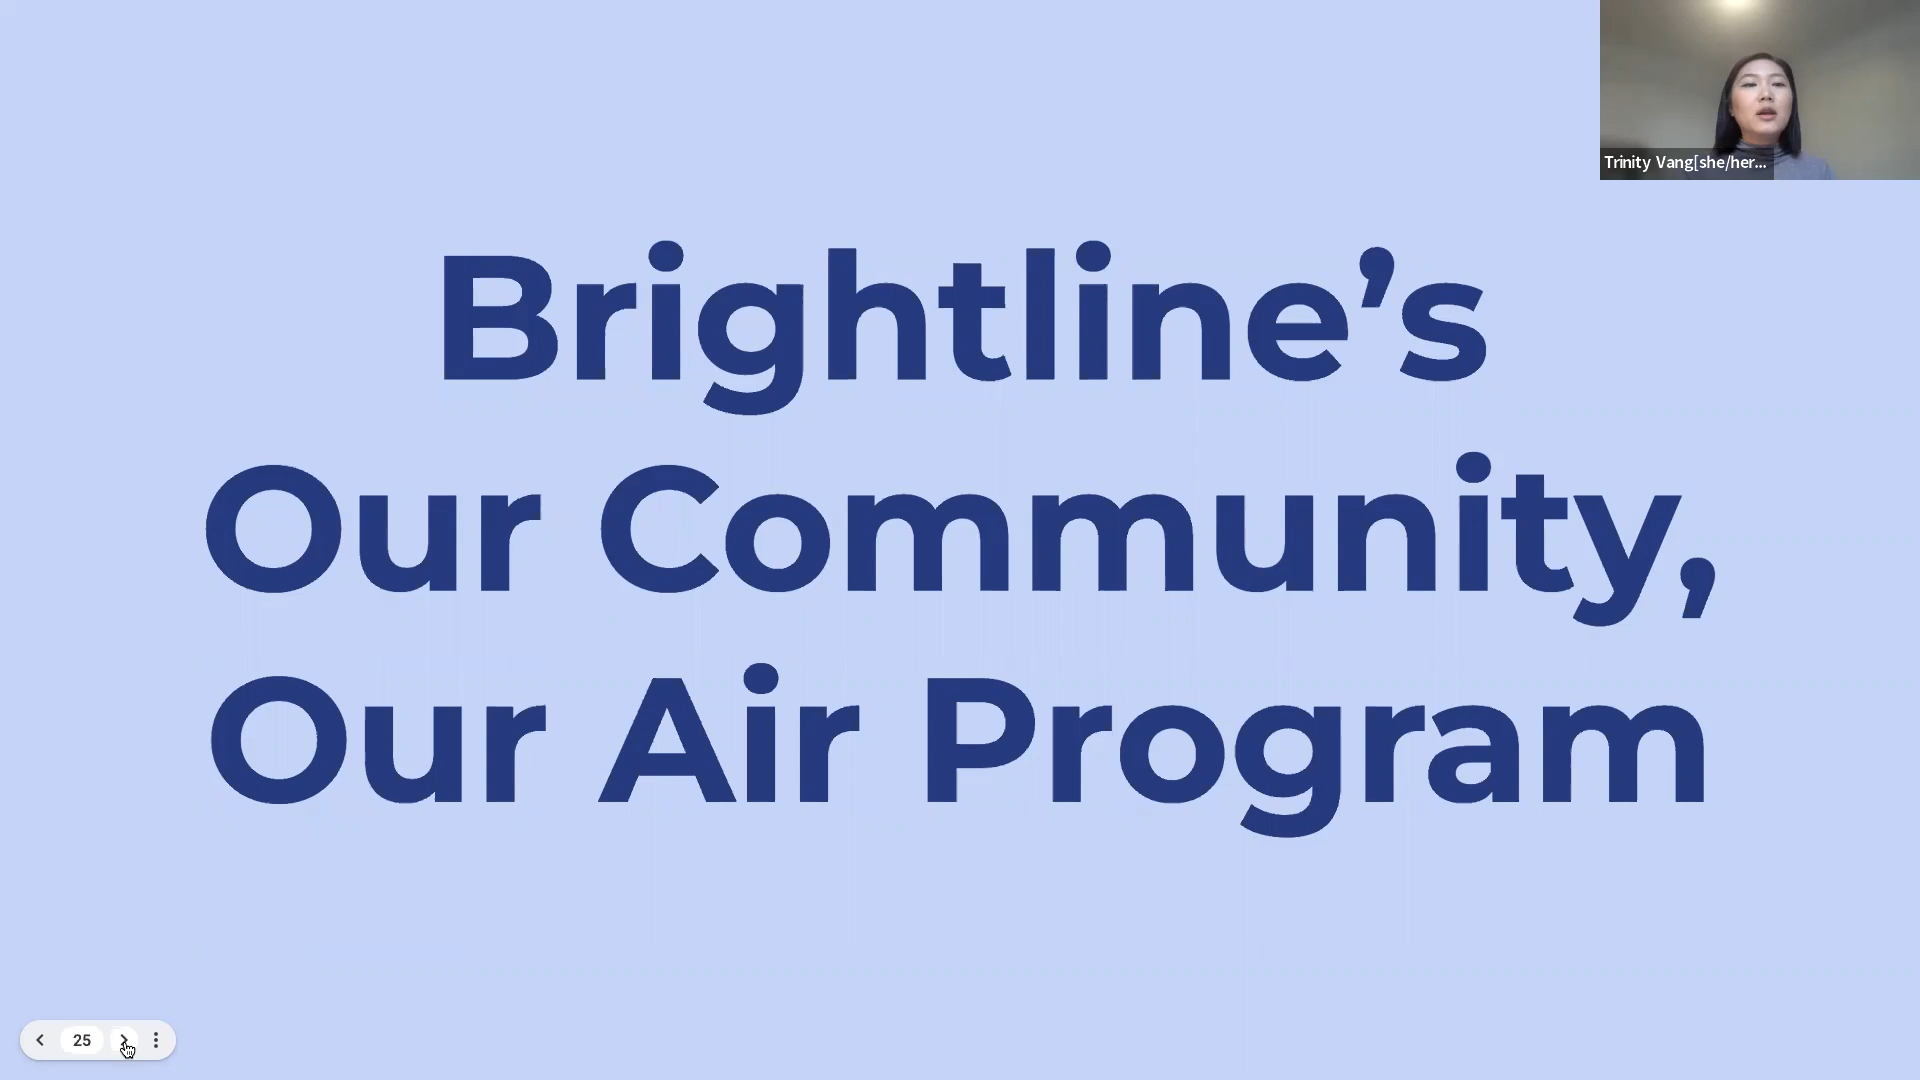 Trinity Vang[she/her...
Brightline’s
Our Community,
Our Air Program
25